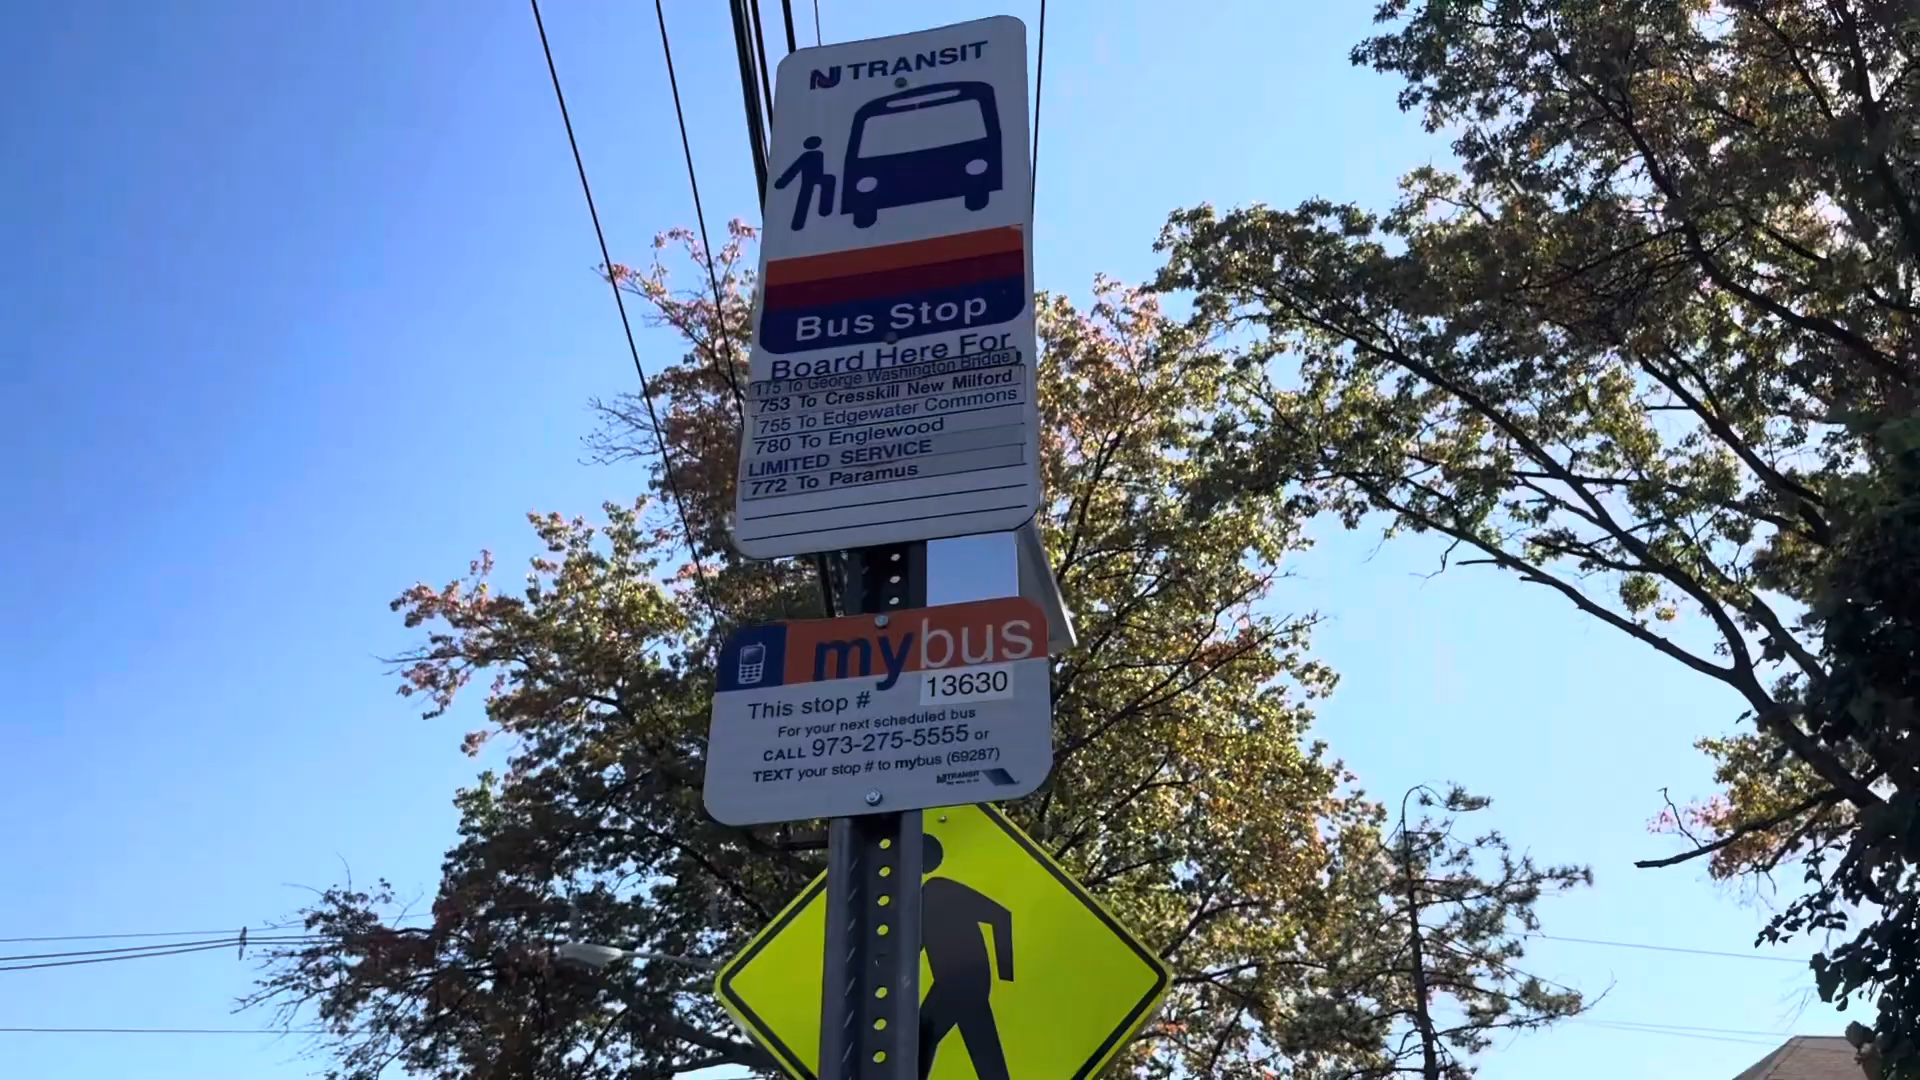 NJ TRANSIT
Bus Stop
Board Here For
175 To George Washington Bridge
753 To Cresskill New Milford
755 To Edgewater Commons
780 To Englewood
LIMITED SERVICE
772 To Paramus
mybus
This stop # 13630
For your next scheduled bus
CALL 973-275-5555 or
TEXT your stop # to mybus (69287)
NJ TRANSIT